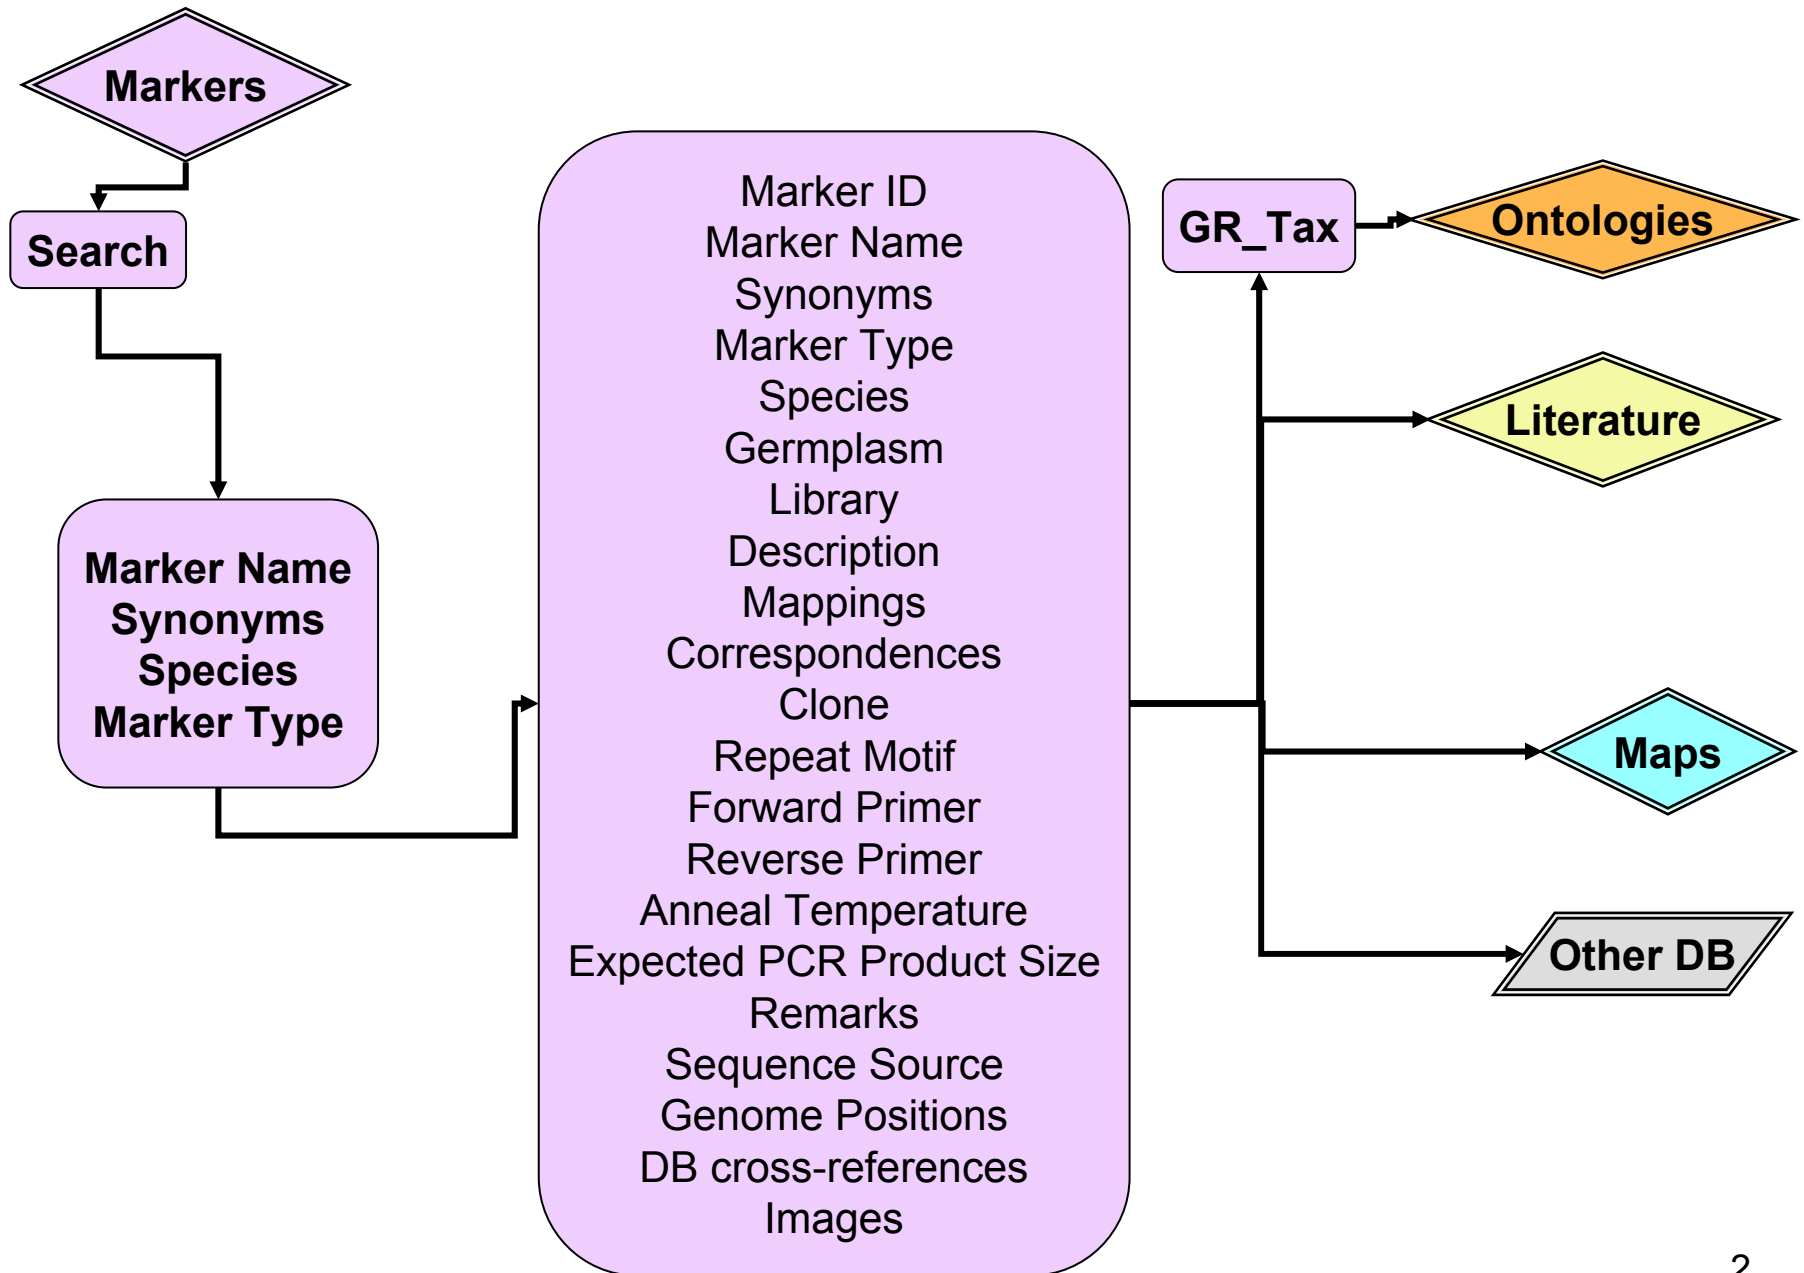 Markers
Search
Marker Name
Synonyms
Species
Marker Type
Marker ID
Marker Name
Synonyms
Marker Type
Species
Germplasm
Library
Description
Mappings
Correspondences
Clone
Repeat Motif
Forward Primer
Reverse Primer
Anneal Temperature
Expected PCR Product Size
Remarks
Sequence Source
Genome Positions
DB cross-references
Images
GR_Tax
Ontologies
Literature
Maps
Other DB
2